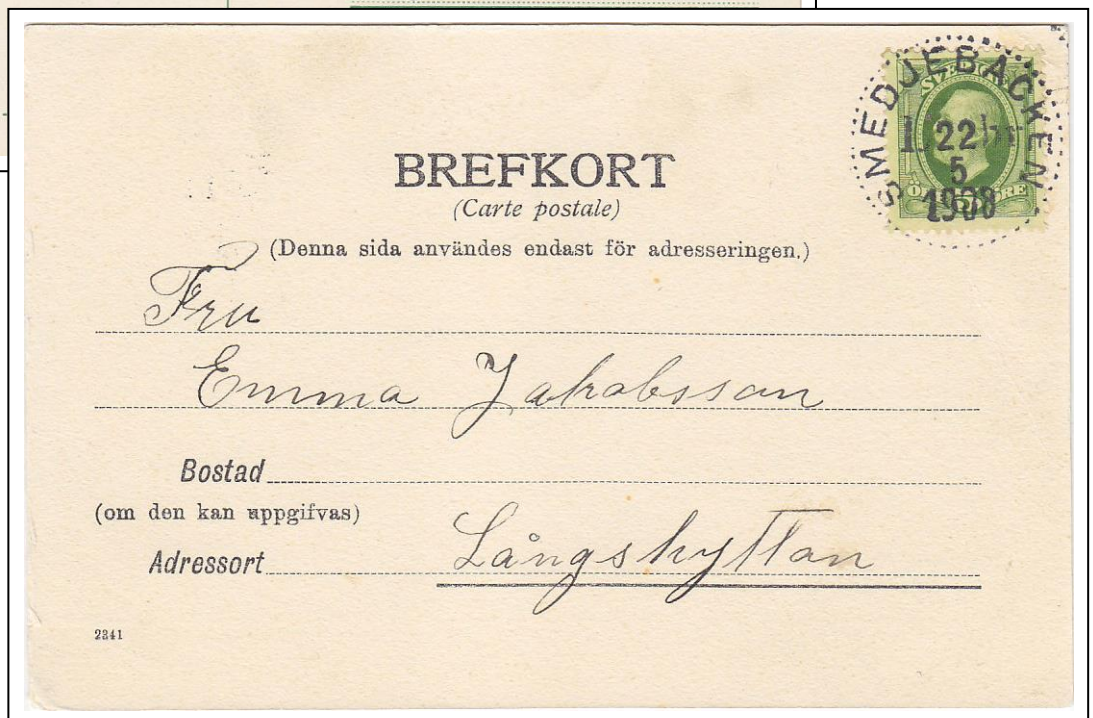 SMEDJEBACKEN
22
5
1908
SVERIGE
BREFKORT
(Carte postale)
(Denna sida användes endast för adresseringen.)
Fru
Emma Jakobsson
Bostad
(om den kan uppgifvas)
Adressort Långshyttan
2341